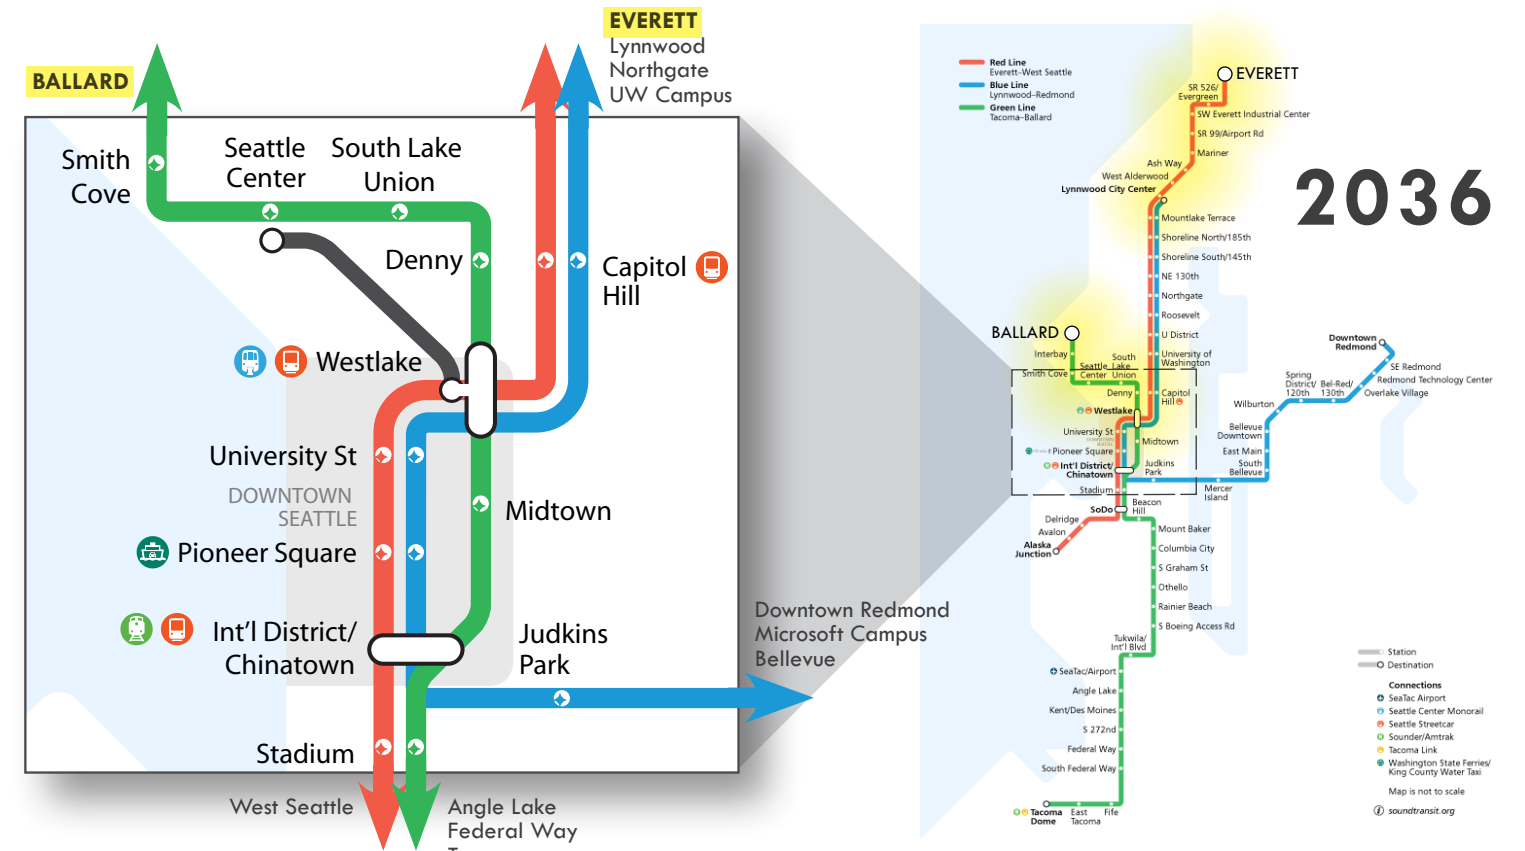 EVERETT
Lynnwood
Northgate
UW Campus
BALLARD
Smith
Cove
Seattle
Center
South Lake
Union
Denny
Capitol
Hill
Westlake
University St
DOWNTOWN
SEATTLE
Midtown
Pioneer Square
Int'l District/
Chinatown
Judkins
Park
Stadium
West Seattle
Angle Lake
Federal Way
Downtown Redmond
Microsoft Campus
Bellevue
Red Line
Everett–West Seattle
Blue Line
Lynnwood–Redmond
Green Line
Tacoma–Ballard
2036
EVERETT
SR 526/
Evergreen
SW Everett Industrial Center
SR 99/Airport Rd
Mariner
Ash Way
West Alderwood
Lynnwood City Center
Mountlake Terrace
Shoreline North/185th
Shoreline South/145th
NE 130th
Northgate
Roosevelt
U District
University of
Washington
BALLARD
Interbay
Smith Cove
Seattle
Center
South
Lake
Union
Denny
Capitol
Hill
Westlake
University St
DOWNTOWN
SEATTLE
Midtown
Pioneer Square
Int'l District/
Chinatown
Judkins
Park
Stadium
SoDo
Beacon
Hill
Delridge
Avalon
Alaska
Junction
Mercer
Island
South
Bellevue
East Main
Bellevue
Downtown
Wilburton
Spring
District/
120th
Bel-Red/
130th
Overlake Village
Redmond Technology Center
SE Redmond
Downtown
Redmond
Mount Baker
Columbia City
S Graham St
Othello
Rainier Beach
S Boeing Access Rd
Tukwila/
Int'l Blvd
SeaTac/Airport
Angle Lake
Kent/Des Moines
S 272nd
Federal Way
South Federal Way
Tacoma
Dome
East
Tacoma
Fife
Station
Destination
Connections
SeaTac Airport
Seattle Center Monorail
Seattle Streetcar
Sounder/Amtrak
Tacoma Link
Washington State Ferries/
King County Water Taxi
Map is not to scale
soundtransit.org